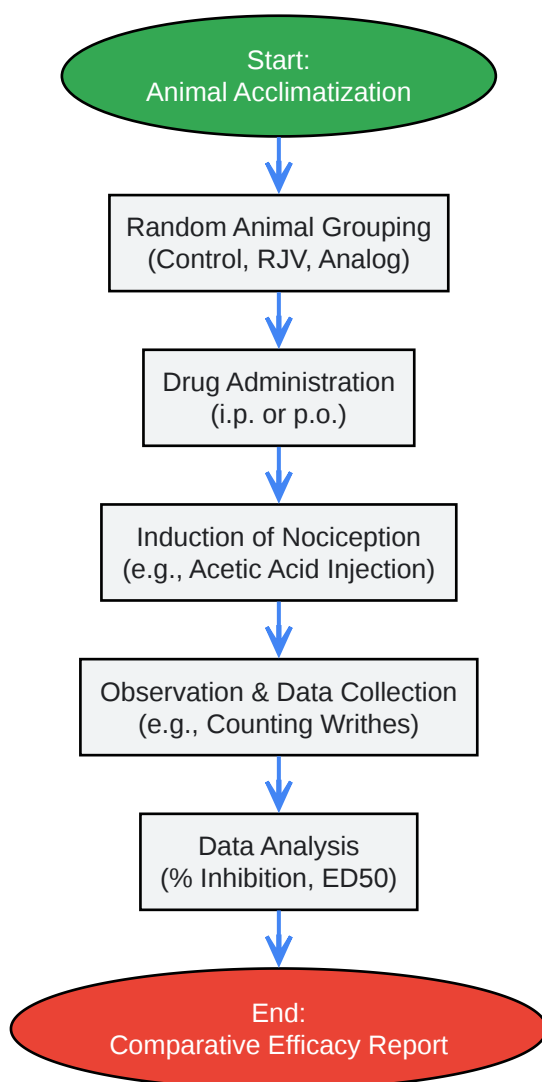 Start:
Animal Acclimatization
Random Animal Grouping
(Control, RJV, Analog)
Drug Administration
(i.p. or p.o.)
Induction of Nociception
(e.g., Acetic Acid Injection)
Observation & Data Collection
(e.g., Counting Writhes)
Data Analysis
(% Inhibition, ED50)
End:
Comparative Efficacy Report